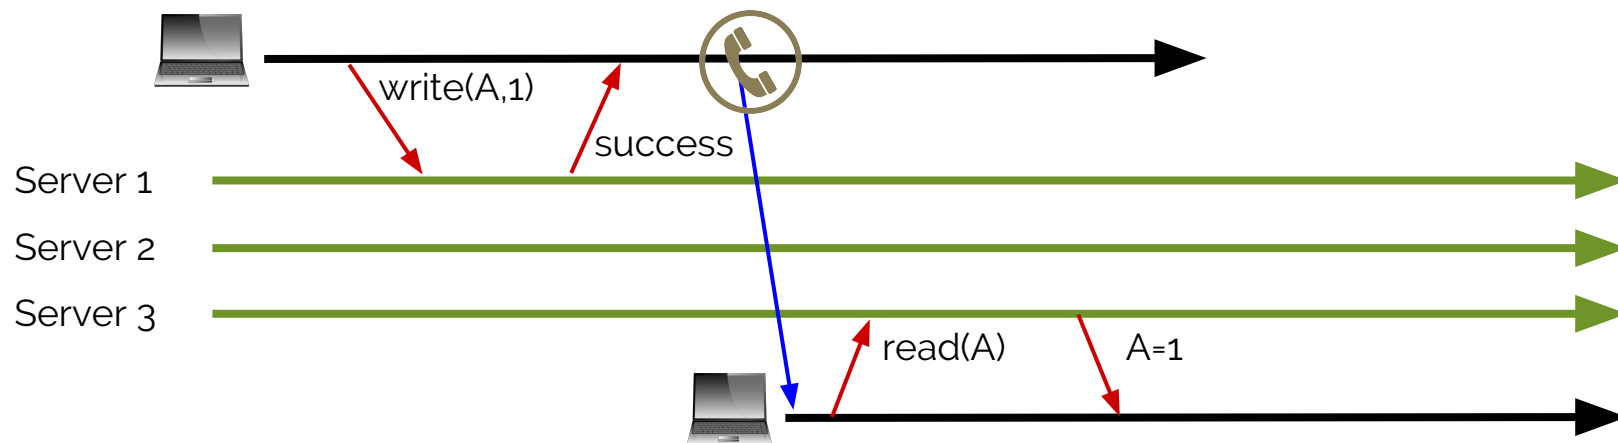 write(A,1)
success
Server 1
Server 2
Server 3
read(A)
A=1